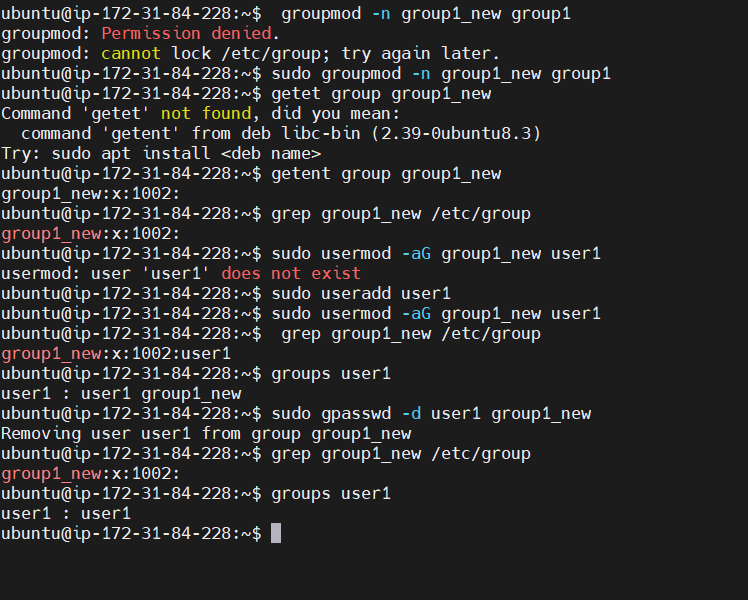 ubuntu@ip-172-31-84-228:~$  groupmod -n group1_new group1
groupmod: Permission denied.
groupmod: cannot lock /etc/group; try again later.
ubuntu@ip-172-31-84-228:~$ sudo groupmod -n group1_new group1
ubuntu@ip-172-31-84-228:~$ getet group group1_new
Command 'getet' not found, did you mean:
  command 'getent' from deb libc-bin (2.39-0ubuntu8.3)
Try: sudo apt install <deb name>
ubuntu@ip-172-31-84-228:~$ getent group group1_new
group1_new:x:1002:
ubuntu@ip-172-31-84-228:~$ grep group1_new /etc/group
group1_new:x:1002:
ubuntu@ip-172-31-84-228:~$ sudo usermod -aG group1_new user1
usermod: user 'user1' does not exist
ubuntu@ip-172-31-84-228:~$ sudo useradd user1
ubuntu@ip-172-31-84-228:~$ sudo usermod -aG group1_new user1
ubuntu@ip-172-31-84-228:~$  grep group1_new /etc/group
group1_new:x:1002:user1
ubuntu@ip-172-31-84-228:~$ groups user1
user1 : user1 group1_new
ubuntu@ip-172-31-84-228:~$ sudo gpasswd -d user1 group1_new
Removing user user1 from group group1_new
ubuntu@ip-172-31-84-228:~$ grep group1_new /etc/group
group1_new:x:1002:
ubuntu@ip-172-31-84-228:~$ groups user1
user1 : user1
ubuntu@ip-172-31-84-228:~$